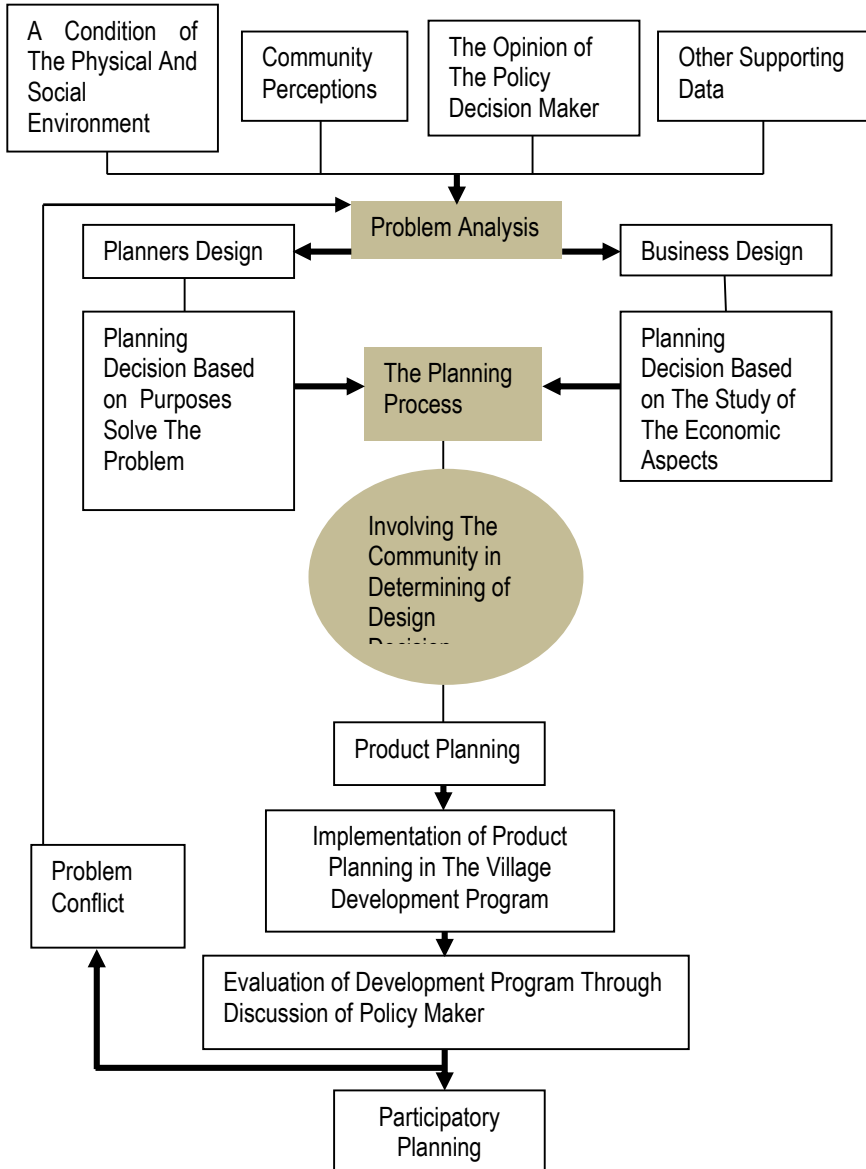 A Condition of
The Physical And
Social
Environment
Community
Perceptions
The Opinion of
The Policy
Decision Maker
Other Supporting
Data
Problem Analysis
Planners Design
Business Design
Planning
Decision Based
on Purposes
Solve The
Problem
The Planning
Process
Planning
Decision Based
on The Study of
The Economic
Aspects
Involving The
Community in
Determining of
Design
Product Planning
Implementation of Product
Planning in The Village
Development Program
Problem
Conflict
Evaluation of Development Program Through
Discussion of Policy Maker
Participatory
Planning